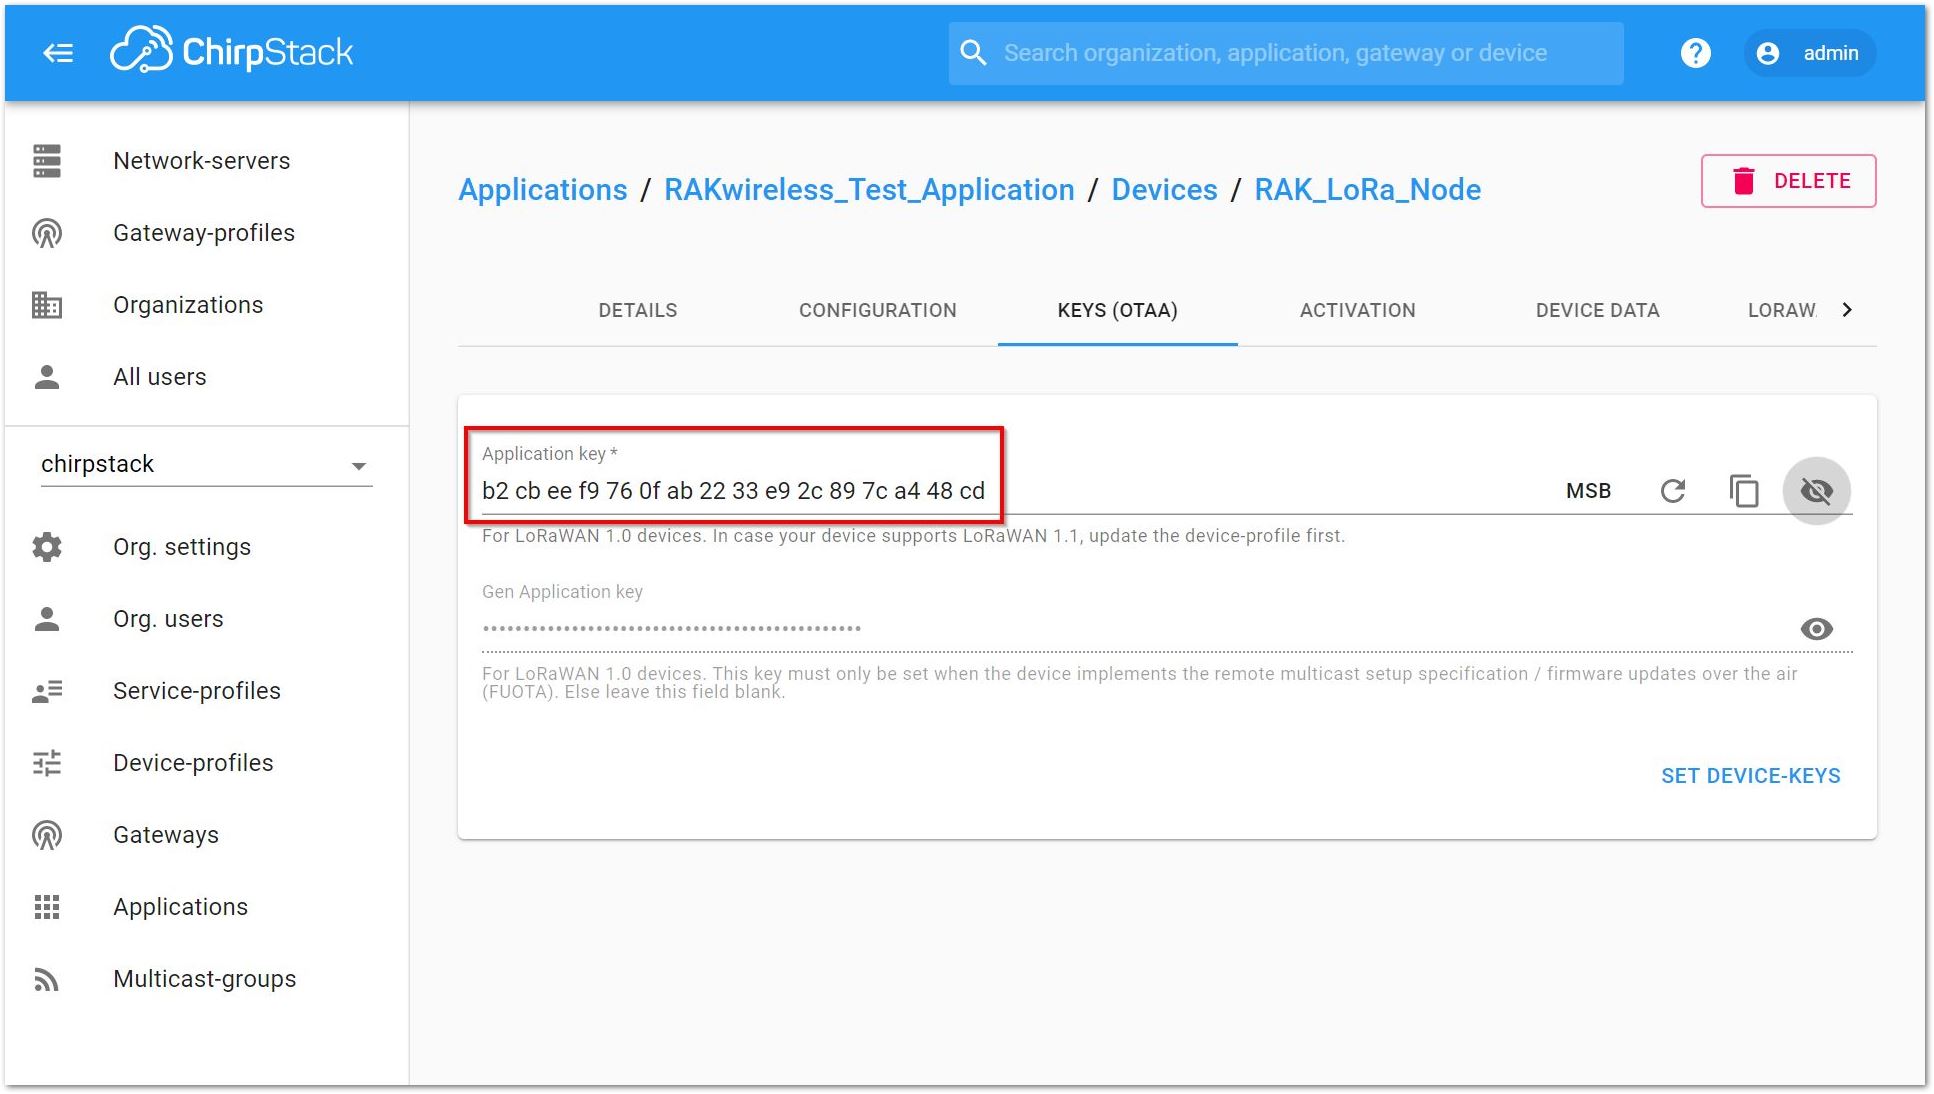 ChirpStack
Search organization, application, gateway or device
admin
Network-servers
Gateway-profiles
Organizations
All users
chirpstack
Org. settings
Org. users
Service-profiles
Device-profiles
Gateways
Applications
Multicast-groups
Applications / RAKwireless_Test_Application / Devices / RAK_LoRa_Node
DELETE
DETAILS
CONFIGURATION
KEYS (OTAA)
ACTIVATION
DEVICE DATA
LORAW
Application key *
b2 cb ee f9 76 0f ab 22 33 e9 2c 89 7c a4 48 cd
MSB
For LoRaWAN 1.0 devices. In case your device supports LoRaWAN 1.1, update the device-profile first.
Gen Application key
For LoRaWAN 1.0 devices. This key must only be set when the device implements the remote multicast setup specification / firmware updates over the air
(FUOTA). Else leave this field blank.
SET DEVICE-KEYS